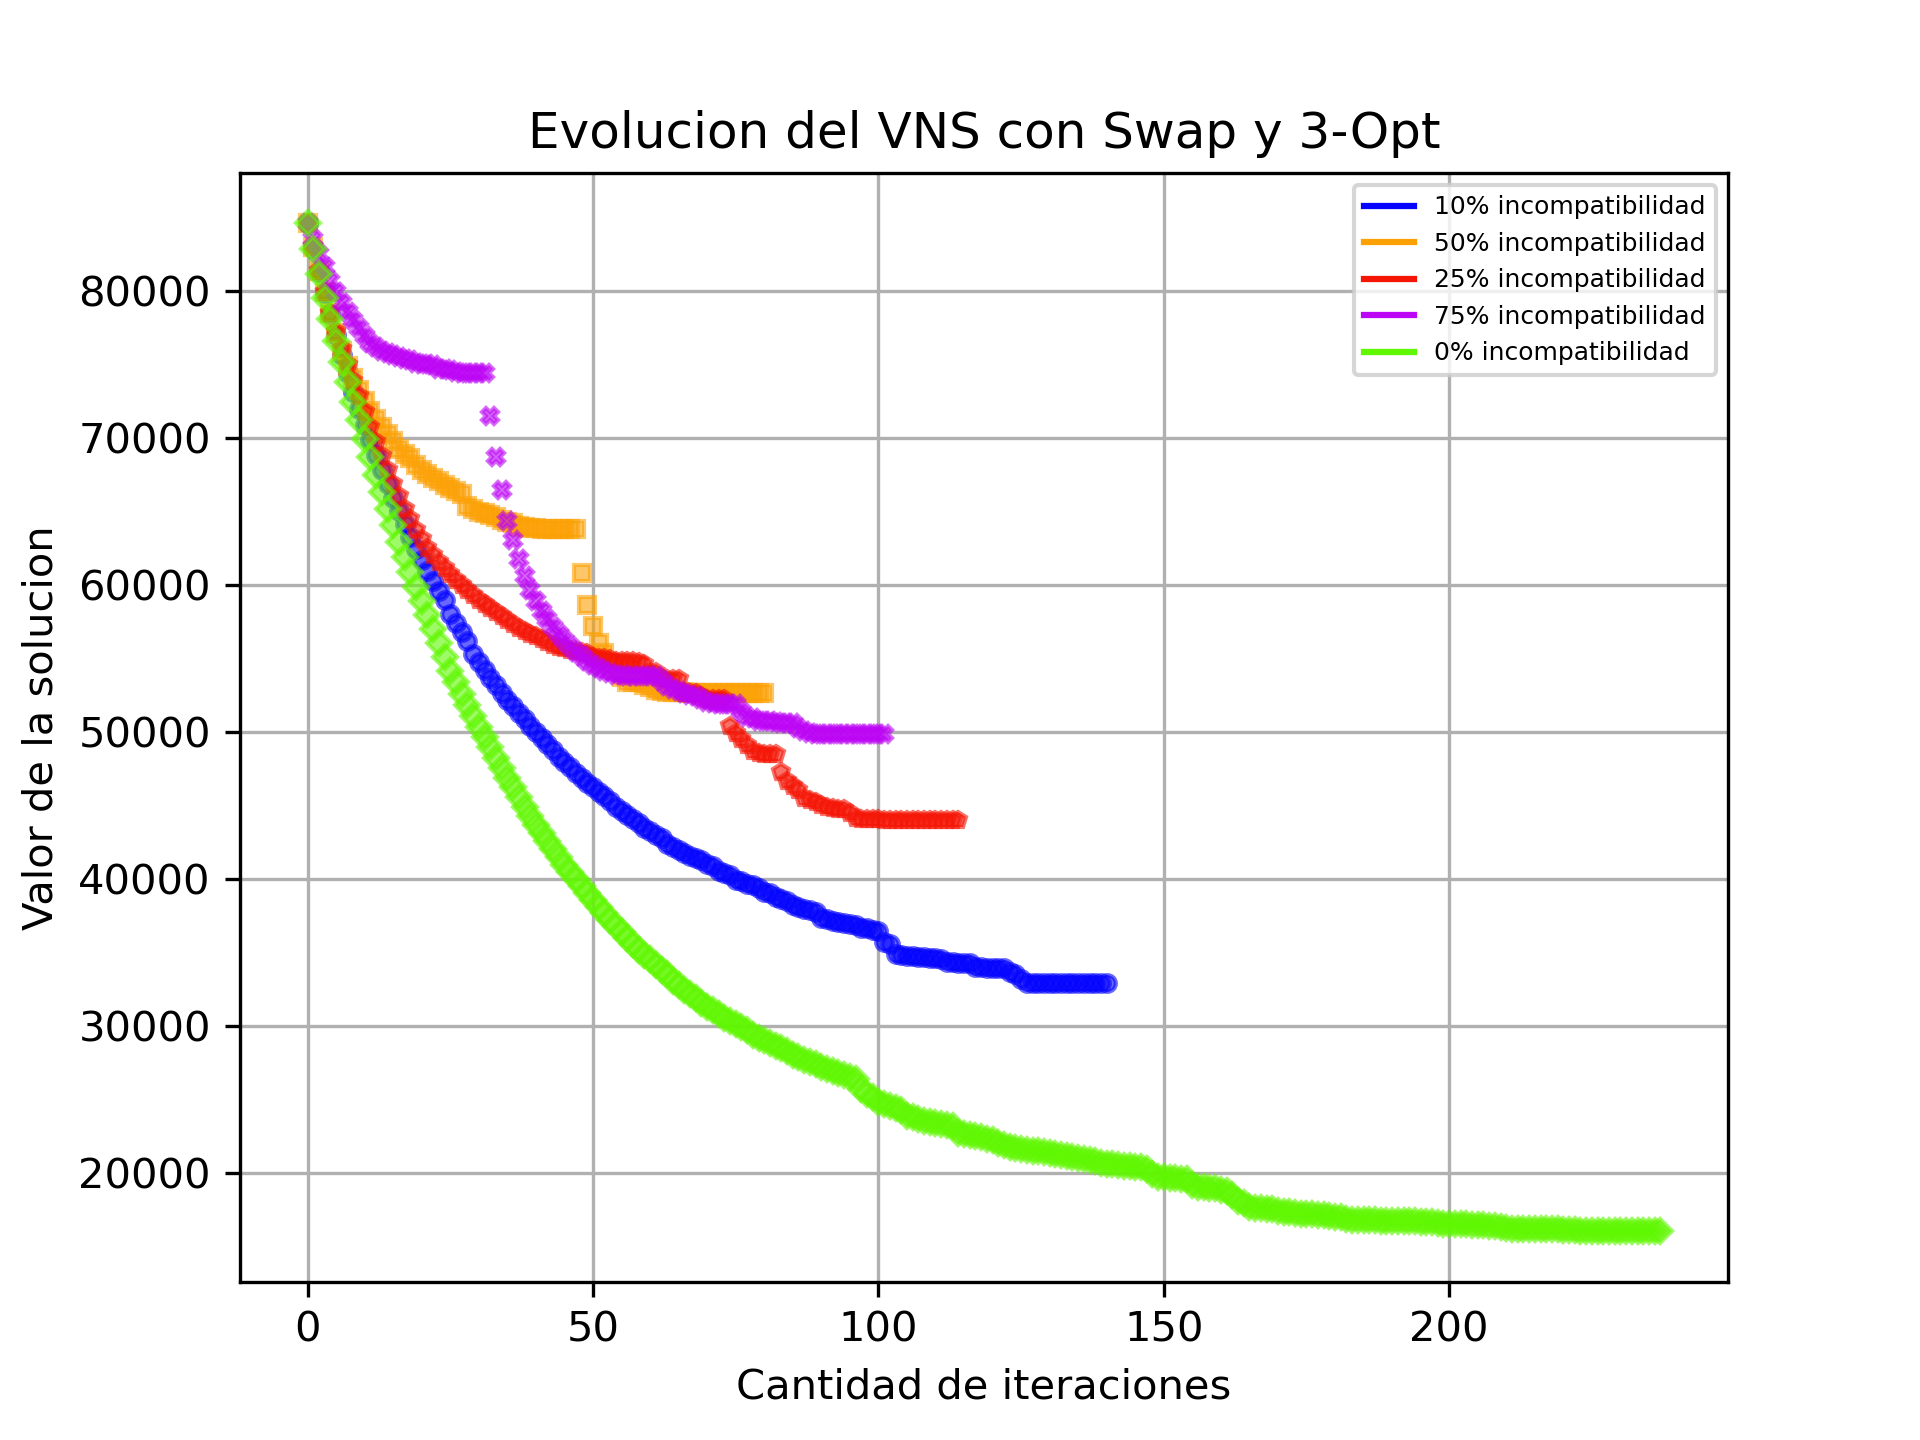 Evolucion del VNS con Swap y 3-Opt
10% incompatibilidad
50% incompatibilidad
25% incompatibilidad
75% incompatibilidad
0% incompatibilidad
Valor de la solucion
80000
70000
60000
50000
40000
30000
20000
0 50 100 150 200
Cantidad de iteraciones